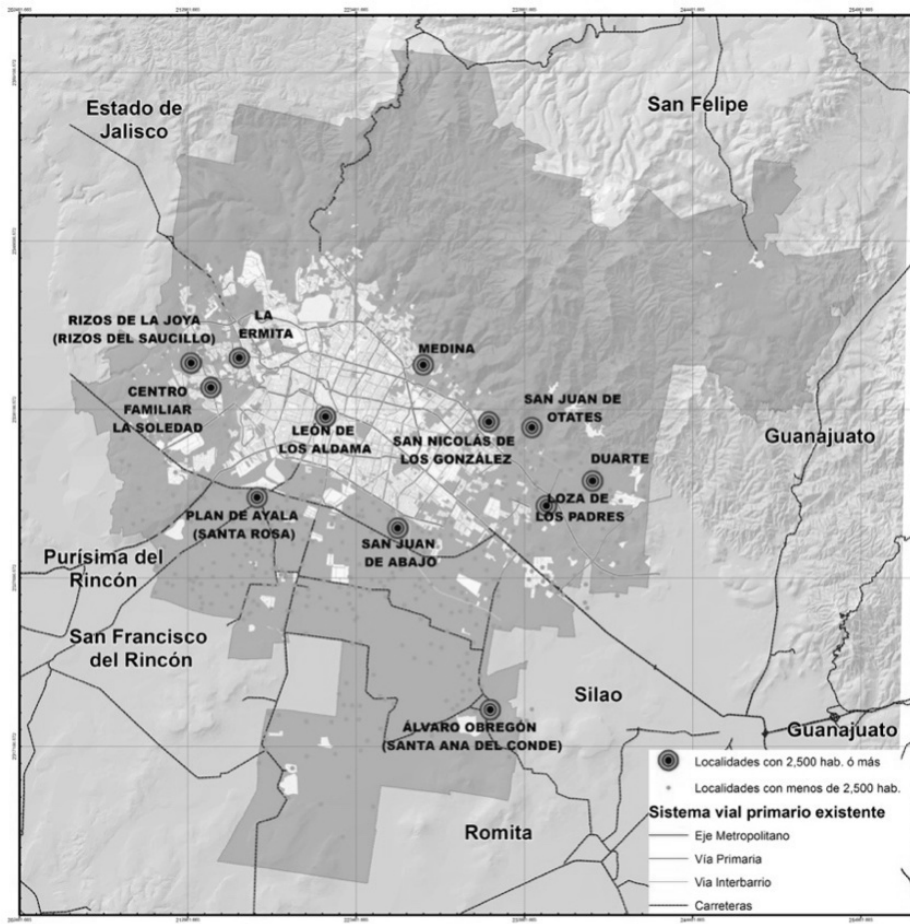 Estado de
Jalisco
San Felipe
RIZOS DE LA JOYA
(RIZOS DEL SAUCILLO)
LA
ERMITA
MEDINA
CENTRO
FAMILIAR
LA SOLEDAD
LEÓN DE
LOS ALDAMA
SAN NICOLÁS DE
LOS GONZÁLEZ
SAN JUAN DE
OTATES
Guanajuato
DUARTE
LOZA DE
LOS PADRES
PLAN DE AYALA
(SANTA ROSA)
SAN JUAN
DE ABAJO
Purísima del
Rincón
San Francisco
del Rincón
Silao
Guanajuato
ÁLVARO OBREGÓN
(SANTA ANA DEL CONDE)
Romita
Localidades con 2,500 hab. ó más
Localidades con menos de 2,500 hab.
Sistema vial primario existente
Eje Metropolitano
Vía Primaria
Via Interbarrio
Carreteras